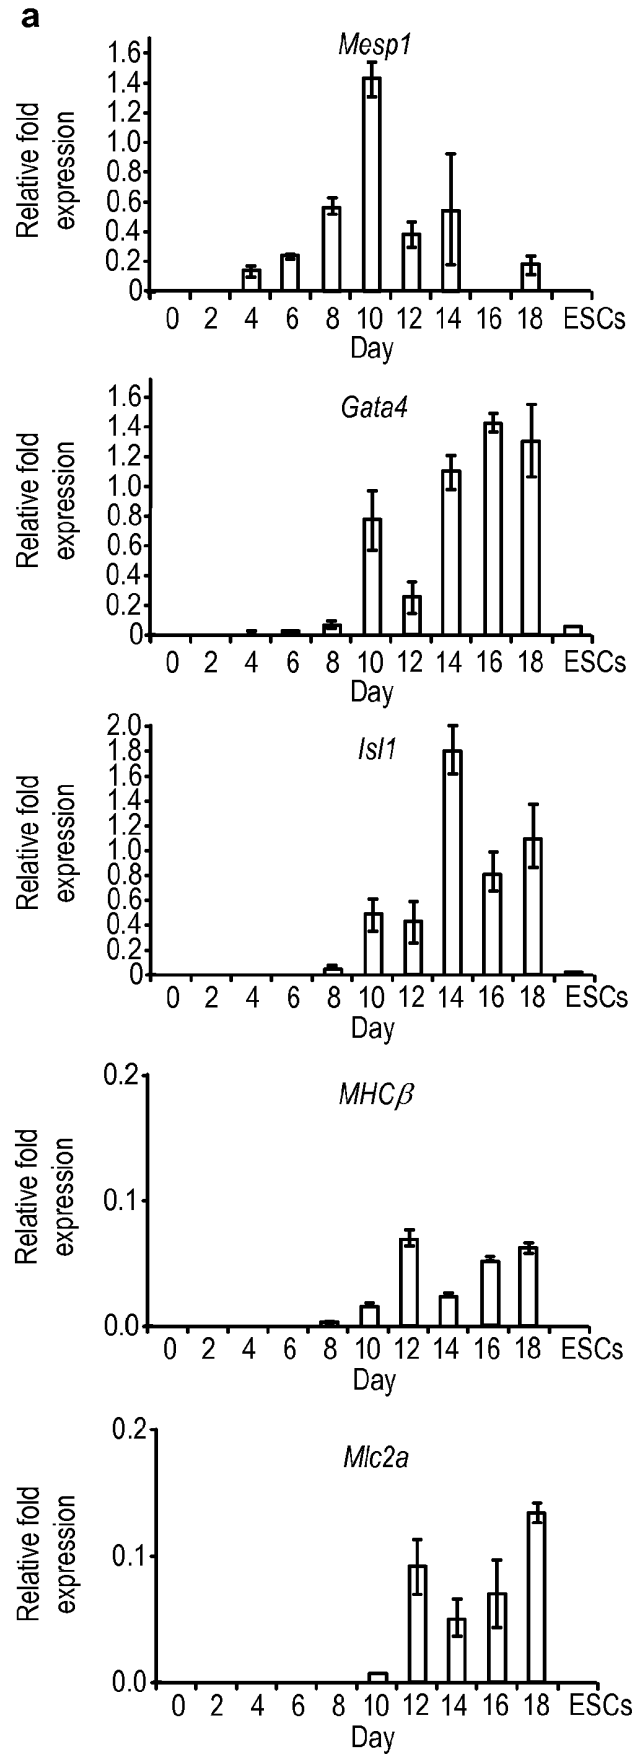 a
Mesp1
Relative fold
expression
1.6
1.4
1.2
1.0
0.8
0.6
0.4
0.2
0
0 2 4 6 8 10 12 14 16 18 ESCs
Day
Gata4
Relative fold
expression
1.6
1.4
1.2
1.0
0.8
0.6
0.4
0.2
0
0 2 4 6 8 10 12 14 16 18 ESCs
Day
Isl1
Relative fold
expression
2.0
1.8
1.6
1.4
1.2
1.0
0.8
0.6
0.4
0.2
0
0 2 4 6 8 10 12 14 16 18 ESCs
Day
MHCβ
Relative fold
expression
0.2
0.1
0.0
0 2 4 6 8 10 12 14 16 18 ESCs
Day
Mlc2a
Relative fold
expression
0.2
0.1
0.0
0 2 4 6 8 10 12 14 16 18 ESCs
Day